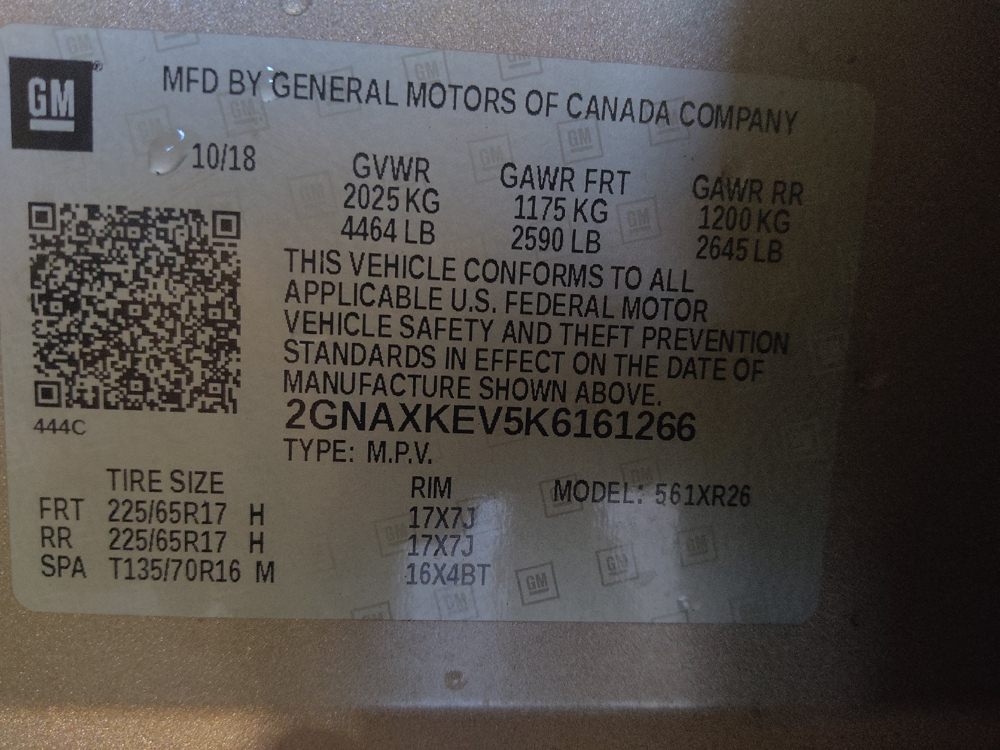 GM
MFD BY GENERAL MOTORS OF CANADA COMPANY
10/18
GVWR GAWR FRT GAWR RR
2025 KG 1175 KG 1200 KG
4464 LB 2590 LB 2645 LB
THIS VEHICLE CONFORMS TO ALL
APPLICABLE U.S. FEDERAL MOTOR
VEHICLE SAFETY AND THEFT PREVENTION
STANDARDS IN EFFECT ON THE DATE OF
MANUFACTURE SHOWN ABOVE.
444C
2GNAXKEV5K6161266
TYPE: M.P.V.
TIRE SIZE RIM MODEL: 561XR26
FRT 225/65R17 H 17X7J
RR 225/65R17 H 17X7J
SPA T135/70R16 M 16X4BT